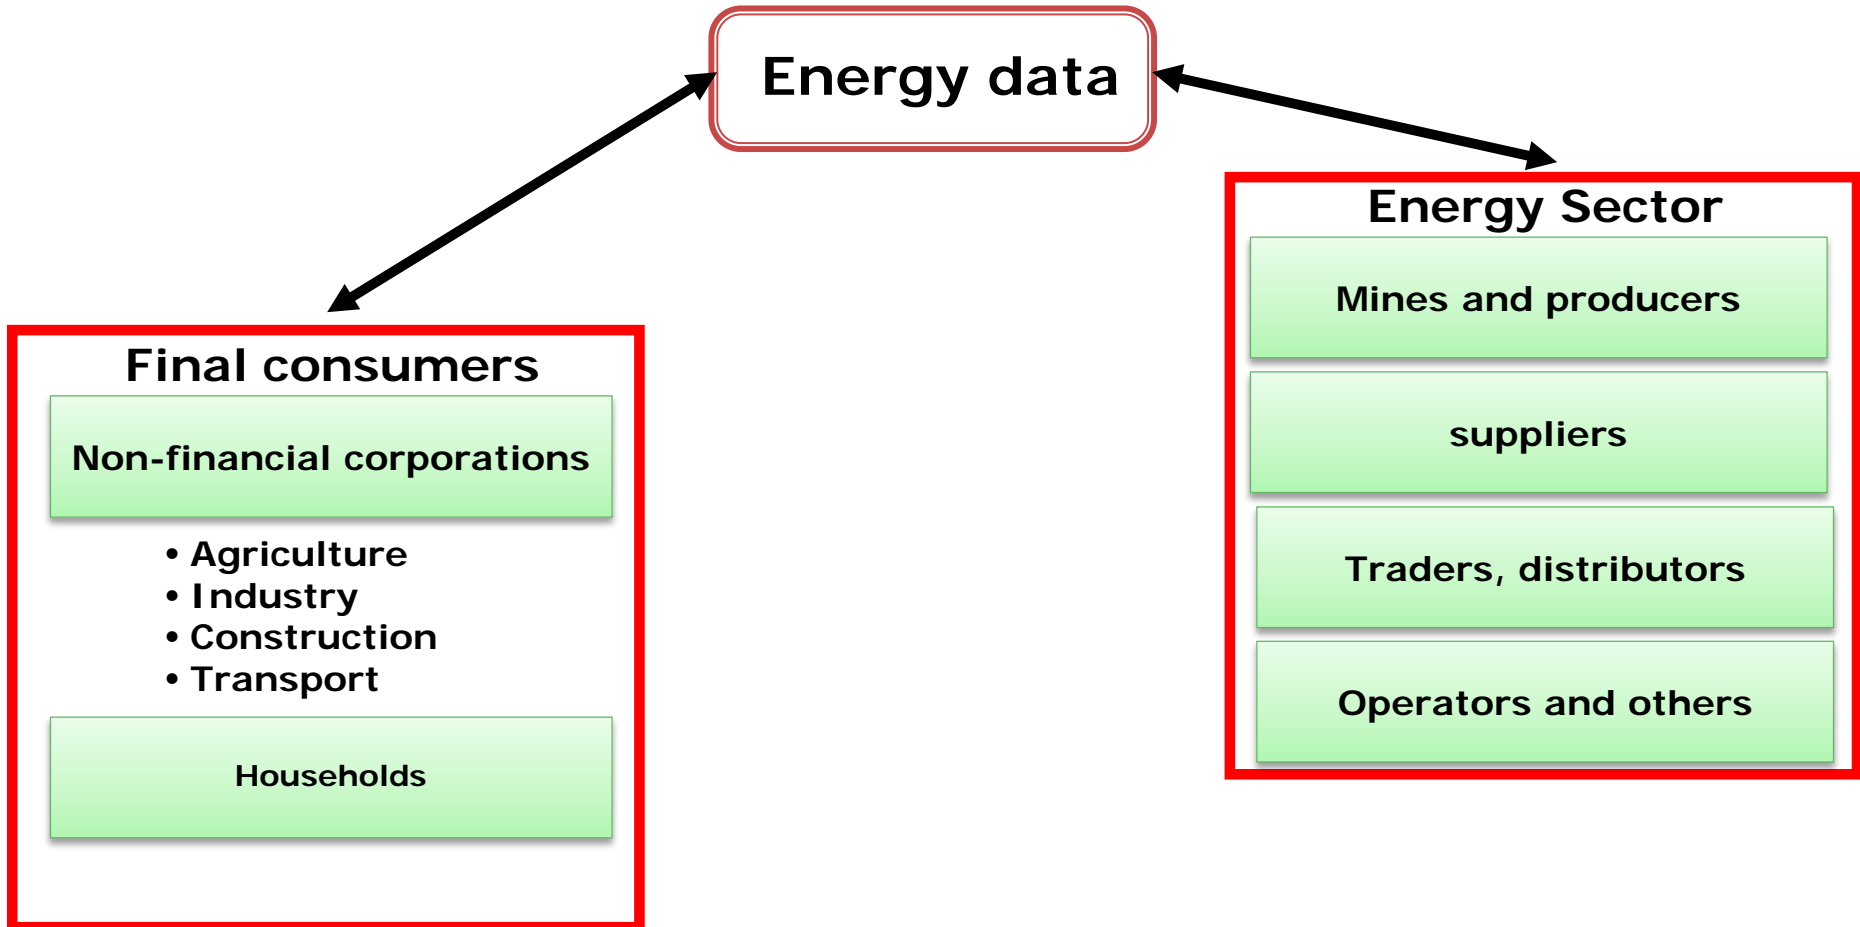 Energy data
Energy Sector
Mines and producers
suppliers
Traders, distributors
Operators and others
Final consumers
Non-financial corporations
• Agriculture
• Industry
• Construction
• Transport
Households